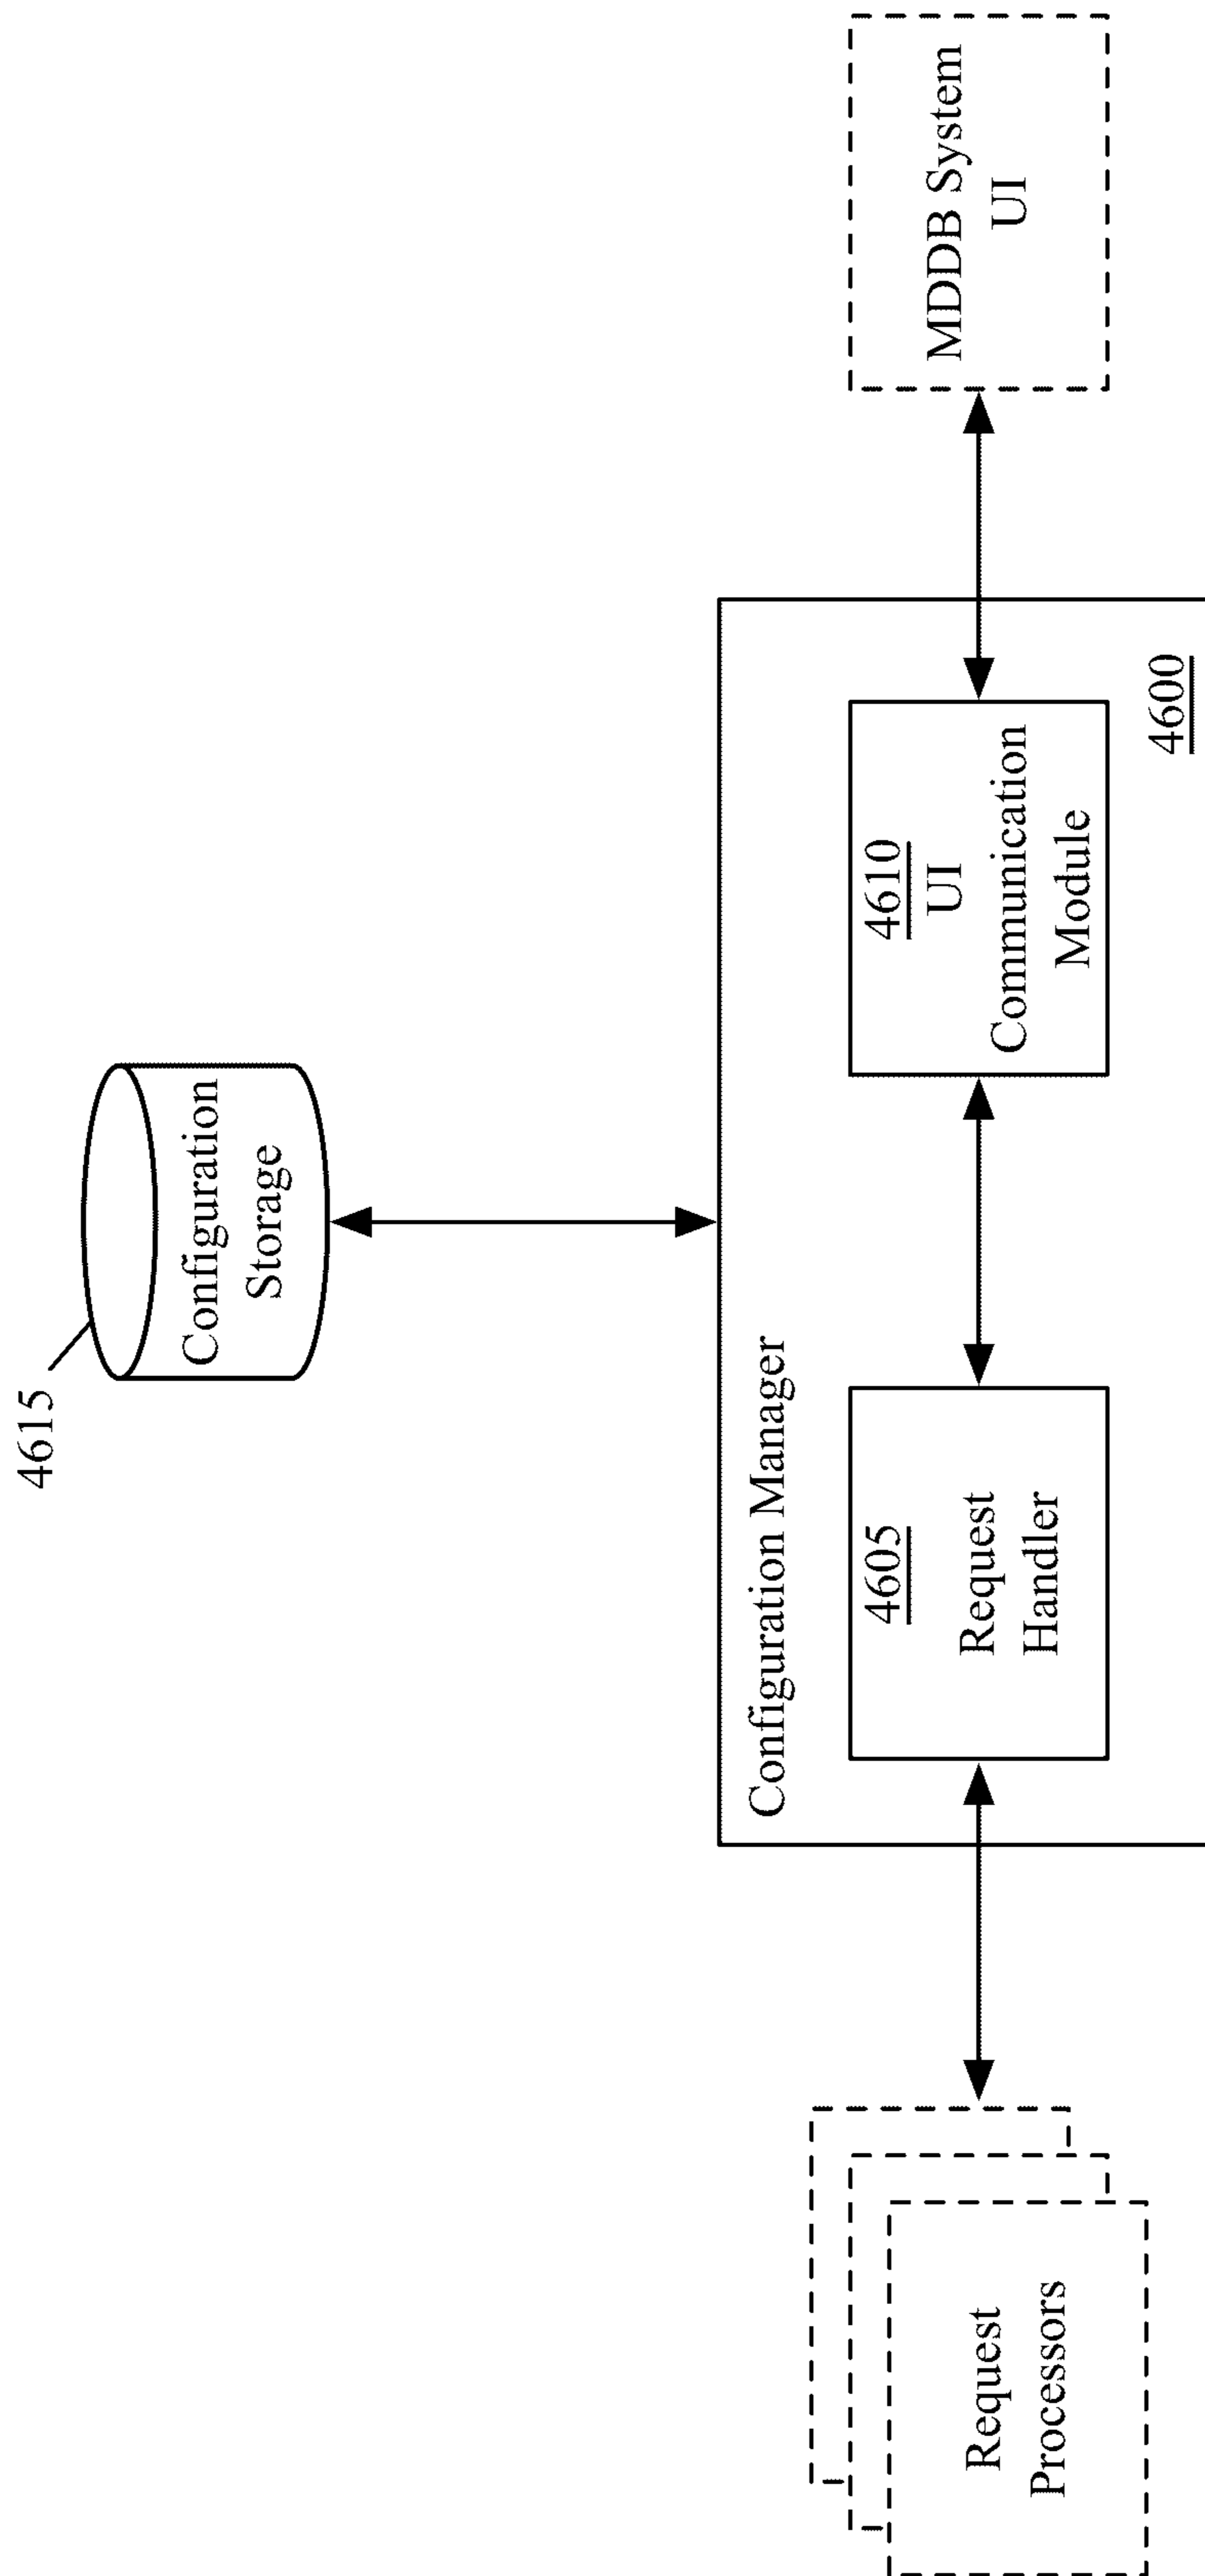 4615
Configuration
Storage
Configuration Manager
Request
Processors
4605
Request
Handler
4610
UI
Communication
Module
MDDB System
UI
4600